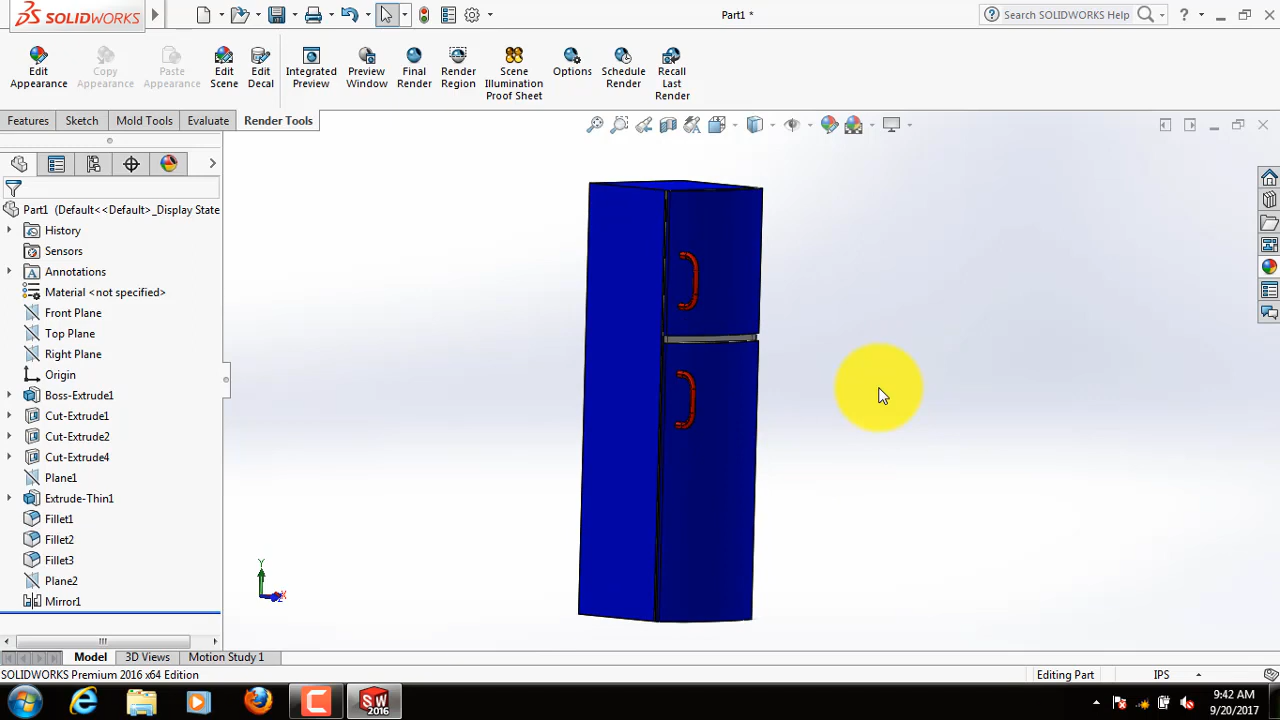 SOLIDWORKS
Part1 *
Search SOLIDWORKS Help
?
Edit Appearance
Copy Appearance
Paste Appearance
Edit Scene
Edit Decal
Integrated Preview
Preview Window
Final Render
Render Region
Scene Illumination Proof Sheet
Options
Schedule Render
Recall Last Render
Features
Sketch
Mold Tools
Evaluate
Render Tools
Part1 (Default<<Default>_Display State
History
Sensors
Annotations
Material <not specified>
Front Plane
Top Plane
Right Plane
Origin
Boss-Extrude1
Cut-Extrude1
Cut-Extrude2
Cut-Extrude4
Plane1
Extrude-Thin1
Fillet1
Fillet2
Fillet3
Plane2
Mirror1
Y
X
Z
Model
3D Views
Motion Study 1
SOLIDWORKS Premium 2016 x64 Edition
Editing Part
IPS
SW
2016
9:42 AM
9/20/2017